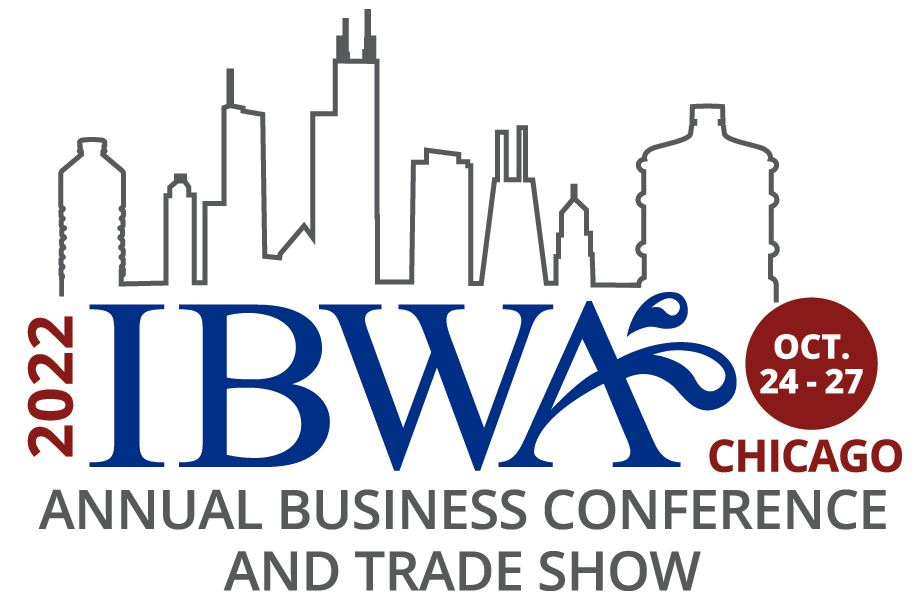 2022
IBWA
OCT.
24 - 27
CHICAGO
ANNUAL BUSINESS CONFERENCE
AND TRADE SHOW